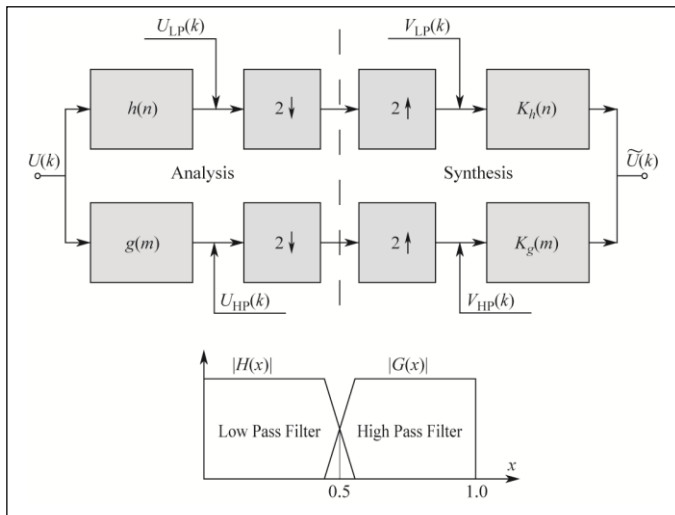 U_LP(k)
V_LP(k)
h(n)
2↓
2↑
K_h(n)
U(k)
Analysis
Synthesis
Ũ(k)
g(m)
2↓
2↑
K_g(m)
U_HP(k)
V_HP(k)
|H(x)|
|G(x)|
Low Pass Filter
High Pass Filter
x
0.5
1.0